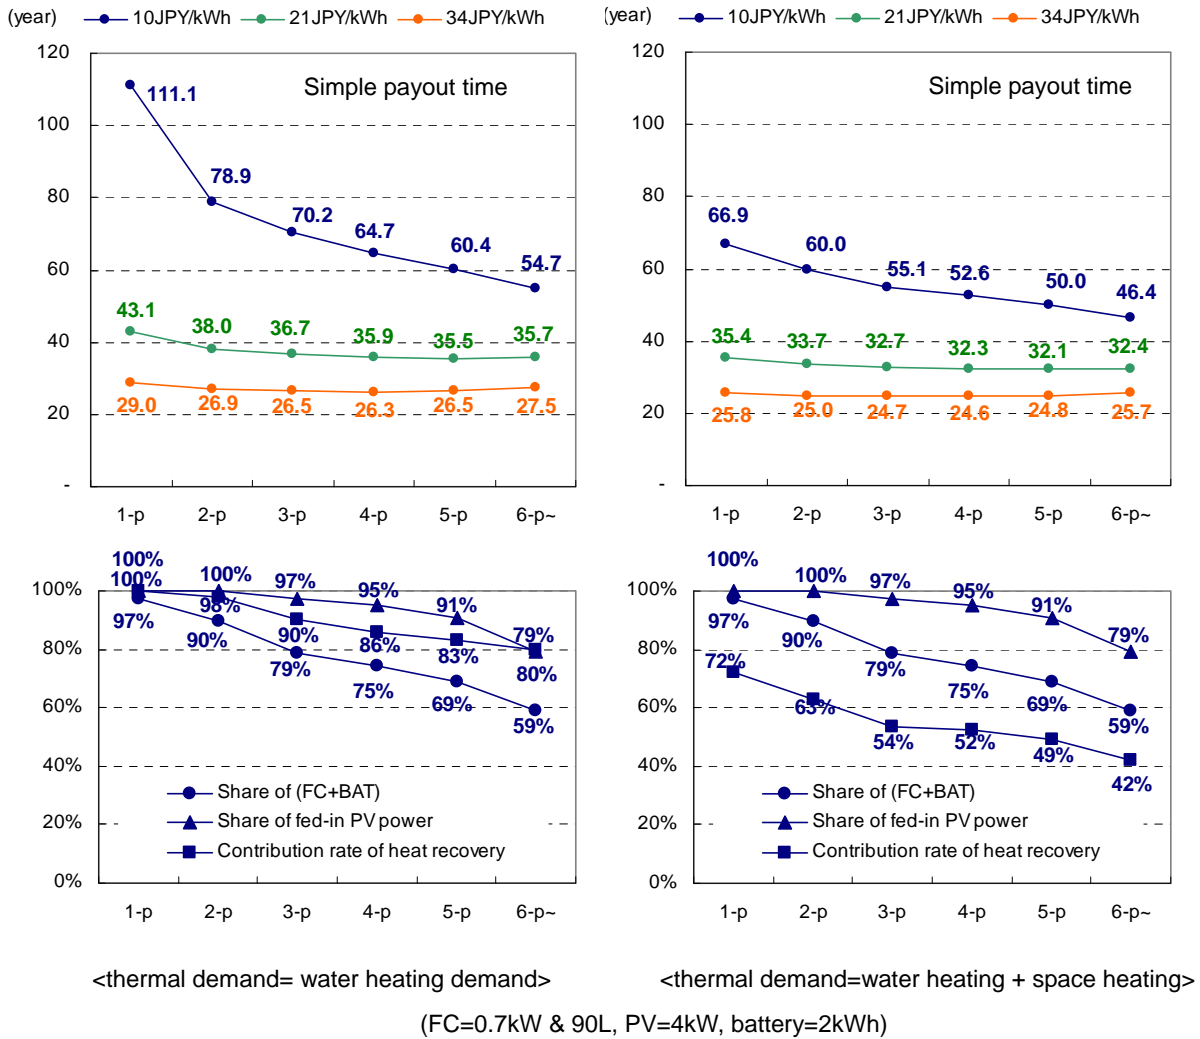 (year) 10JPY/kWh 21JPY/kWh 34JPY/kWh
120
Simple payout time
111.1
100
78.9
80
70.2
64.7
60.4
54.7
60
43.1
38.0
36.7
35.9
35.5
35.7
40
29.0
26.9
26.5
26.3
26.5
27.5
20
-
1-p 2-p 3-p 4-p 5-p 6-p~
(year) 10JPY/kWh 21JPY/kWh 34JPY/kWh
120
Simple payout time
100
80
66.9
60.0
55.1
52.6
50.0
46.4
60
35.4
33.7
32.7
32.3
32.1
32.4
40
25.8
25.0
24.7
24.6
24.8
25.7
20
-
1-p 2-p 3-p 4-p 5-p 6-p~
100%
100% 100% 97% 95% 91% 79%
98% 90% 86% 83% 80%
97% 90% 79% 75% 69% 59%
100%
80%
60%
40%
20%
0%
Share of (FC+BAT)
Share of fed-in PV power
Contribution rate of heat recovery
1-p 2-p 3-p 4-p 5-p 6-p~
100% 100% 97% 95% 91% 79%
97% 90% 79% 75% 69% 59%
72% 63% 54% 52% 49% 42%
100%
80%
60%
40%
20%
0%
Share of (FC+BAT)
Share of fed-in PV power
Contribution rate of heat recovery
1-p 2-p 3-p 4-p 5-p 6-p~
<thermal demand= water heating demand>
<thermal demand=water heating + space heating>
(FC=0.7kW & 90L, PV=4kW, battery=2kWh)